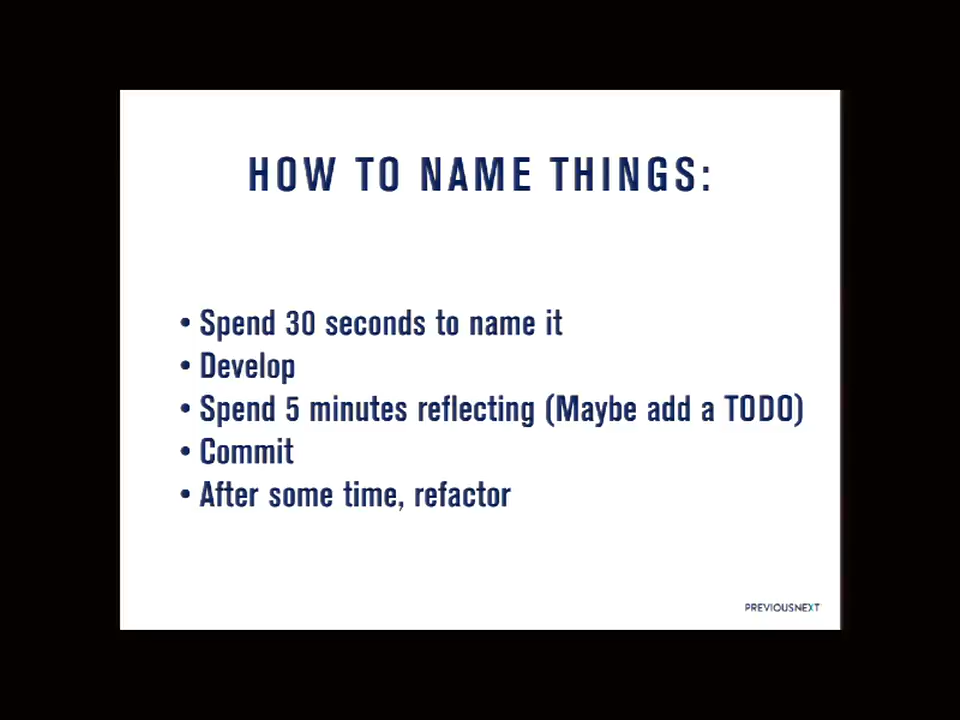 HOW TO NAME THINGS:
• Spend 30 seconds to name it
• Develop
• Spend 5 minutes reflecting (Maybe add a TODO)
• Commit
• After some time, refactor
PREVIOUSNEXT